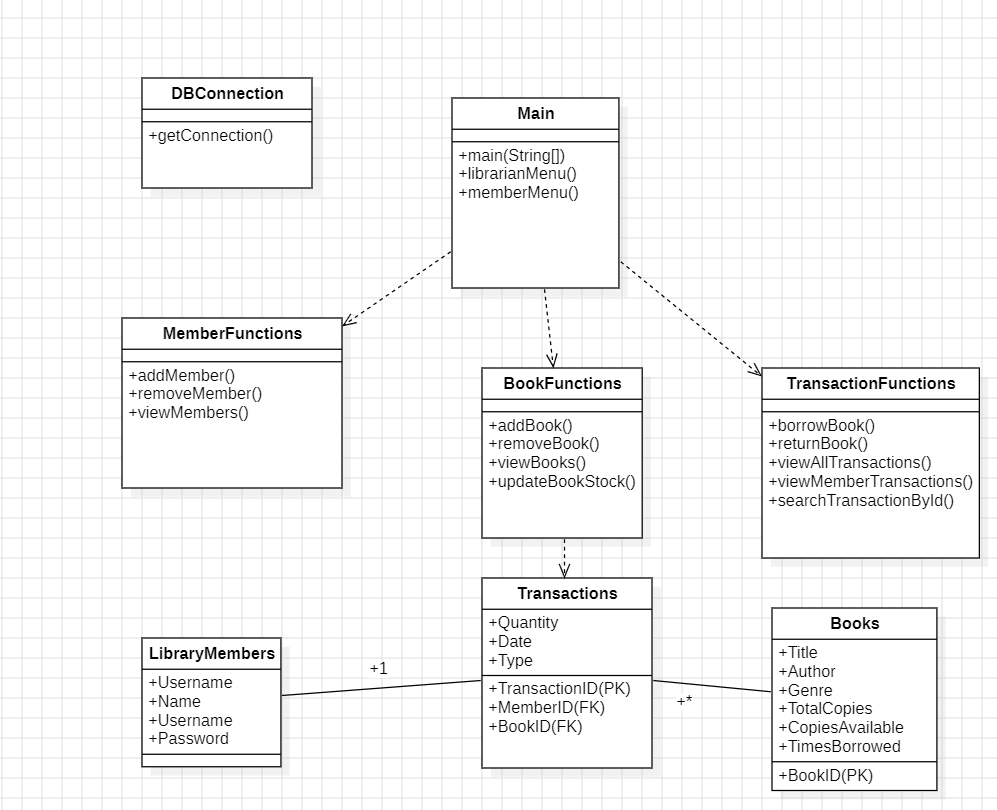 DBConnection
+getConnection()
Main
+main(String[])
+librarianMenu()
+memberMenu()
MemberFunctions
+addMember()
+removeMember()
+viewMembers()
BookFunctions
+addBook()
+removeBook()
+viewBooks()
+updateBookStock()
TransactionFunctions
+borrowBook()
+returnBook()
+viewAllTransactions()
+viewMemberTransactions()
+searchTransactionById()
LibraryMembers
+Username
+Name
+Username
+Password
+1
Transactions
+Quantity
+Date
+Type
+TransactionID(PK)
+MemberID(FK)
+BookID(FK)
+*
Books
+Title
+Author
+Genre
+TotalCopies
+CopiesAvailable
+TimesBorrowed
+BookID(PK)